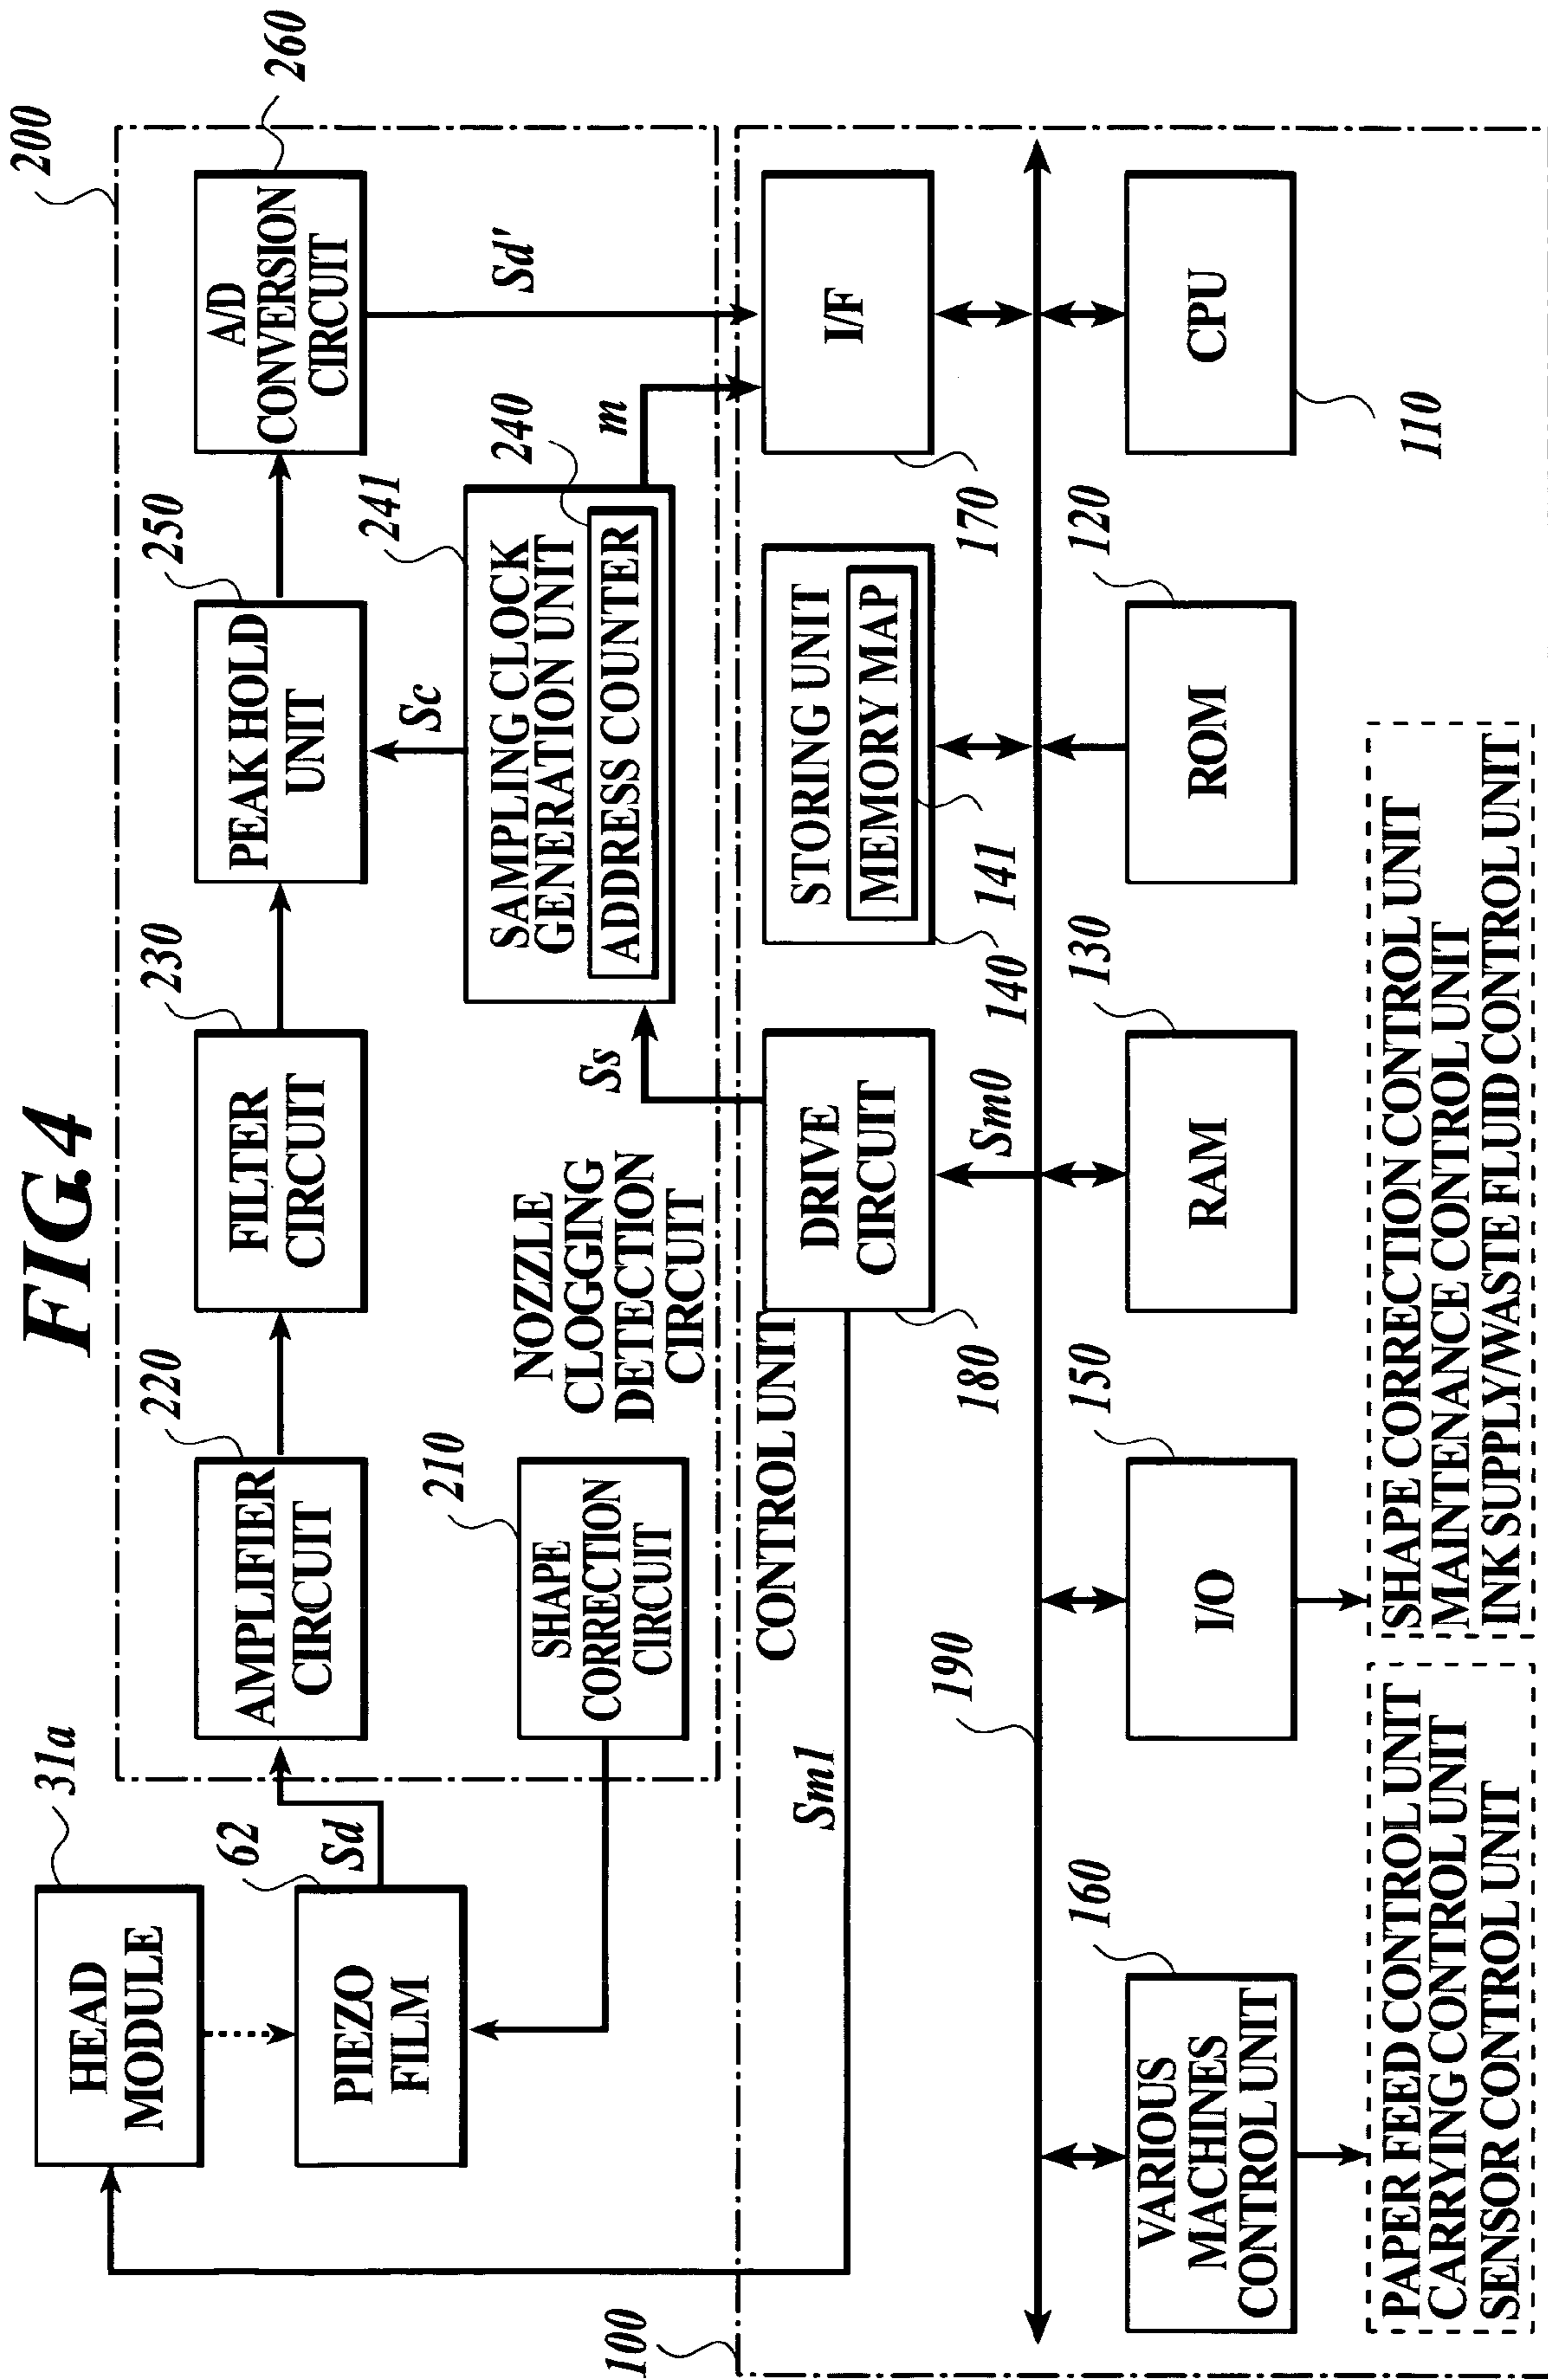 FIG.4
200
31a
HEAD
MODULE
62
PIEZO
FILM
Sd
220
AMPLIFIER
CIRCUIT
230
FILTER
CIRCUIT
250
PEAK HOLD
UNIT
260
A/D
CONVERSION
CIRCUIT
210
SHAPE
CORRECTION
CIRCUIT
NOZZLE
CLOGGING
DETECTION
CIRCUIT
Ss
Sc
241
SAMPLING CLOCK
GENERATION UNIT
240
ADDRESS COUNTER
m
Sd'
100
CONTROL UNIT
Sm1
180
DRIVE
CIRCUIT
Sm0
140
STORING UNIT
141
MEMORY MAP
170
I/F
190
160
VARIOUS
MACHINES
CONTROL UNIT
150
I/O
130
RAM
120
ROM
110
CPU
PAPER FEED CONTROL UNIT
CARRYING CONTROL UNIT
SENSOR CONTROL UNIT
SHAPE CORRECTION CONTROL UNIT
MAINTENANCE CONTROL UNIT
INK SUPPLY/WASTE FLUID CONTROL UNIT